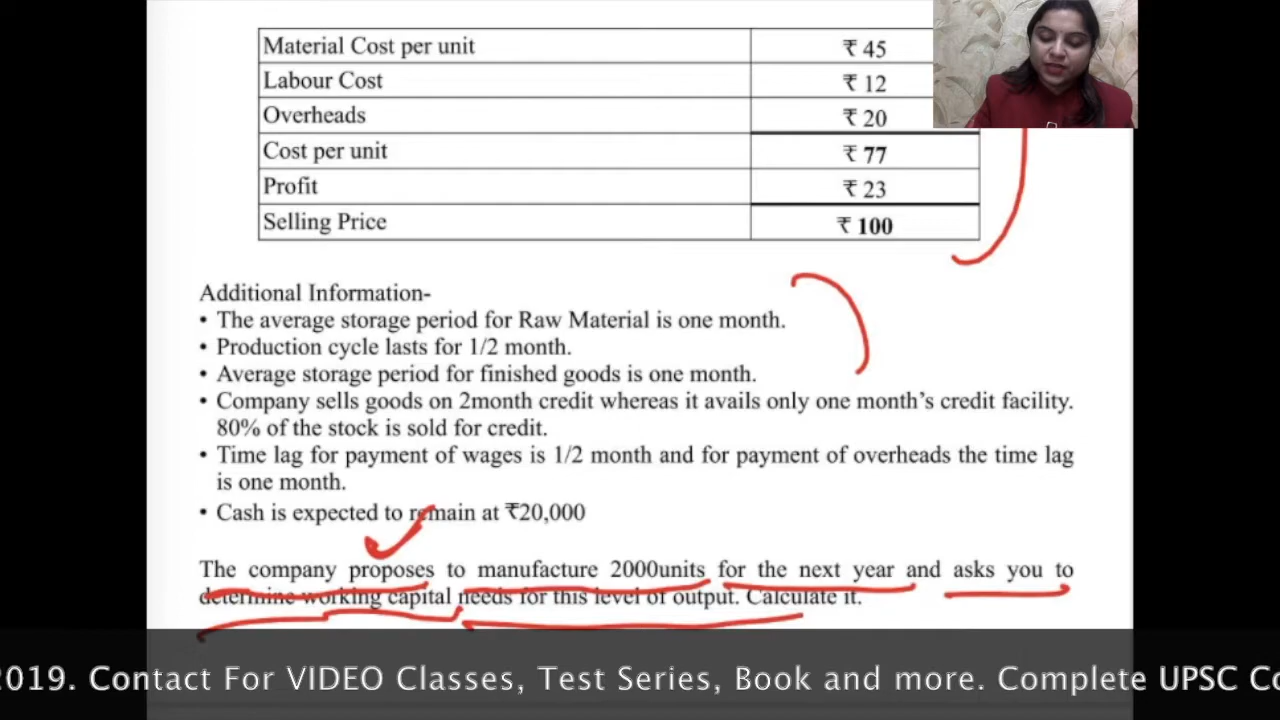 Material Cost per unit ₹ 45
Labour Cost ₹ 12
Overheads ₹ 20
Cost per unit ₹ 77
Profit ₹ 23
Selling Price ₹ 100
Additional Information-
• The average storage period for Raw Material is one month.
• Production cycle lasts for 1/2 month.
• Average storage period for finished goods is one month.
• Company sells goods on 2month credit whereas it avails only one month's credit facility.
80% of the stock is sold for credit.
• Time lag for payment of wages is 1/2 month and for payment of overheads the time lag
is one month.
• Cash is expected to remain at ₹20,000
The company proposes to manufacture 2000units for the next year and asks you to
determine working capital needs for this level of output. Calculate it.
2019. Contact For VIDEO Classes, Test Series, Book and more. Complete UPSC Co